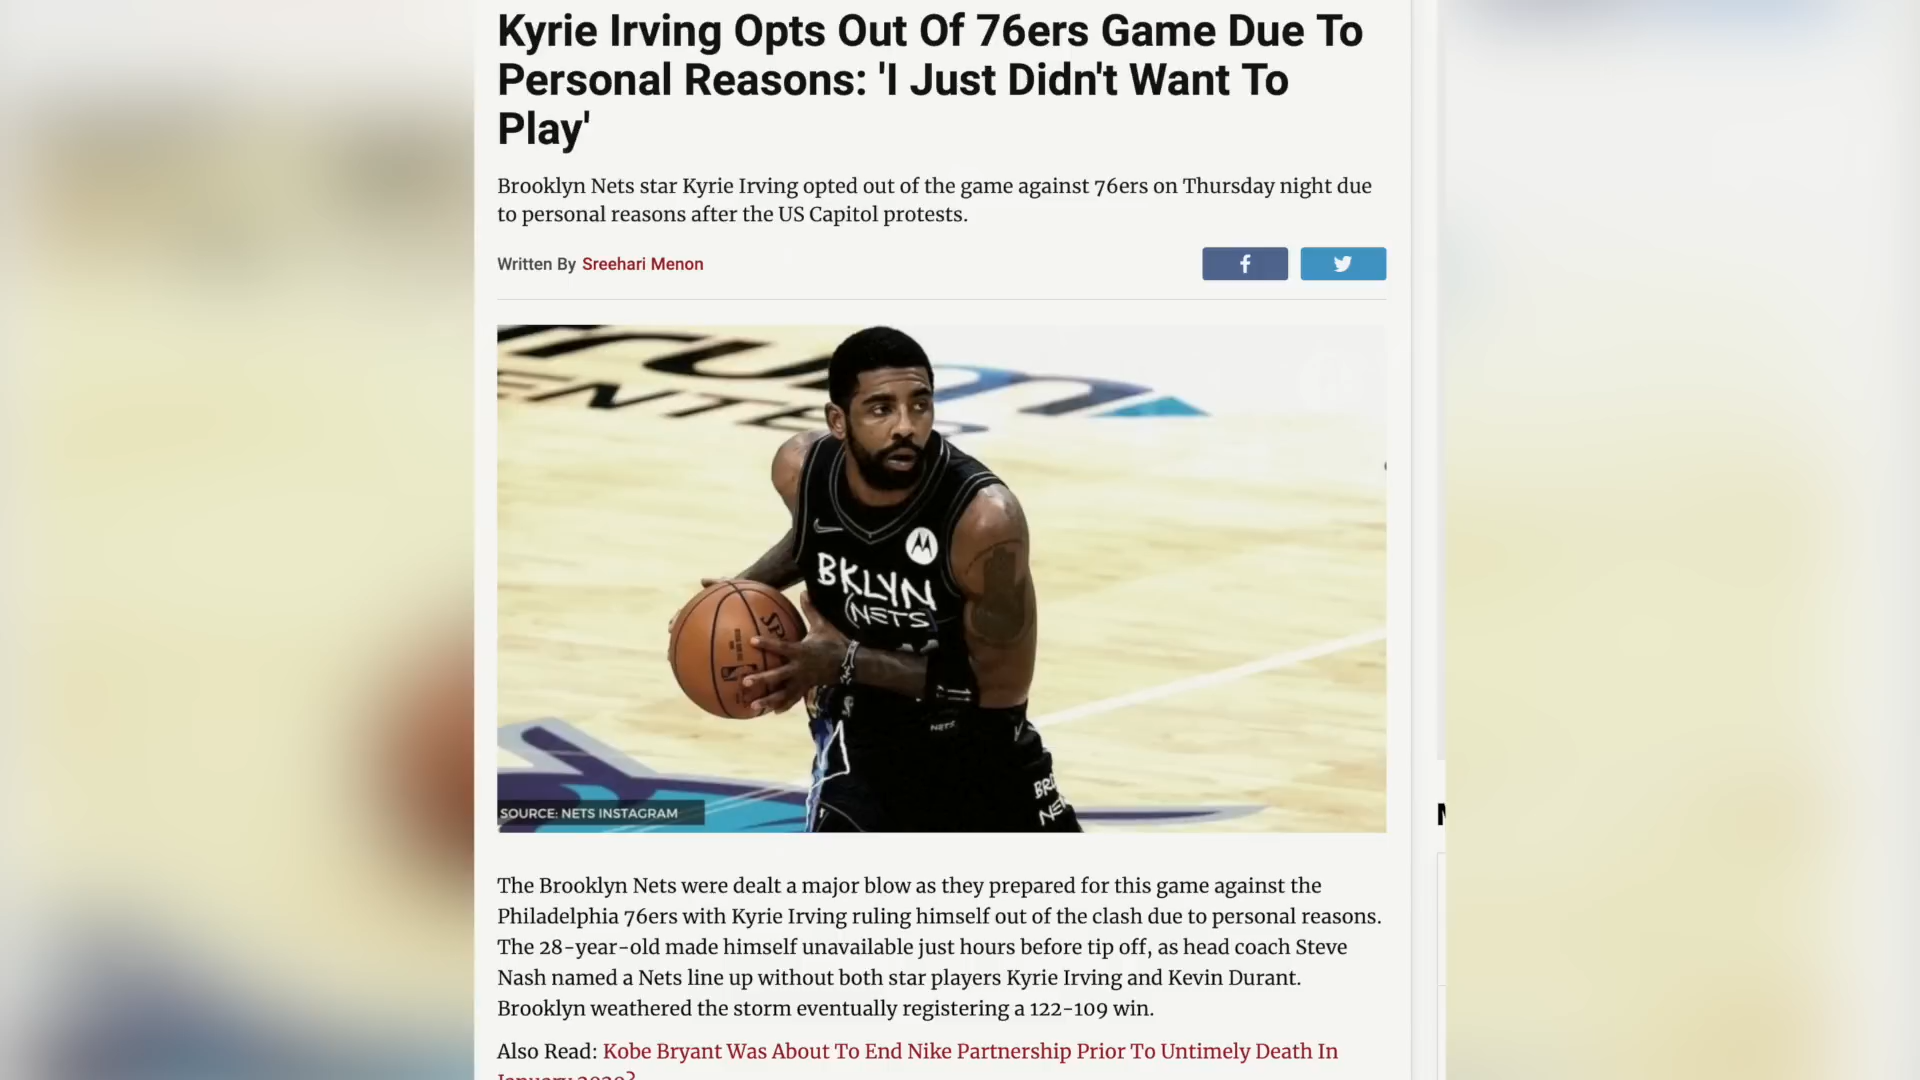 Kyrie Irving Opts Out Of 76ers Game Due To
Personal Reasons: 'I Just Didn't Want To
Play'
Brooklyn Nets star Kyrie Irving opted out of the game against 76ers on Thursday night due
to personal reasons after the US Capitol protests.
Written By Sreehari Menon
BKLYN
NETS
NETS
SOURCE: NETS INSTAGRAM
The Brooklyn Nets were dealt a major blow as they prepared for this game against the
Philadelphia 76ers with Kyrie Irving ruling himself out of the clash due to personal reasons.
The 28-year-old made himself unavailable just hours before tip off, as head coach Steve
Nash named a Nets line up without both star players Kyrie Irving and Kevin Durant.
Brooklyn weathered the storm eventually registering a 122-109 win.
Also Read: Kobe Bryant Was About To End Nike Partnership Prior To Untimely Death In
January 2020?